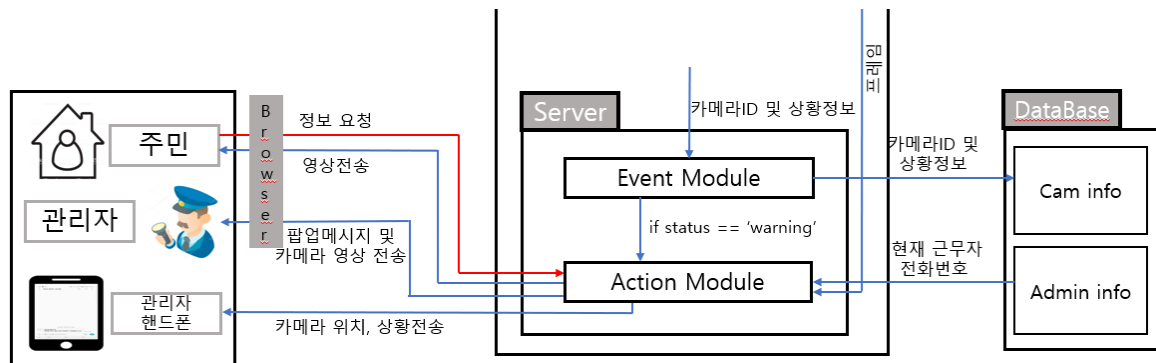 주민
관리자
관리자
핸드폰
Browser
정보 요청
영상전송
팝업메시지 및
카메라 영상 전송
카메라 위치, 상황전송
Server
카메라ID 및 상황정보
프레임
Event Module
if status == ‘warning’
Action Module
카메라ID 및
상황정보
현재 근무자
전화번호
DataBase
Cam info
Admin info